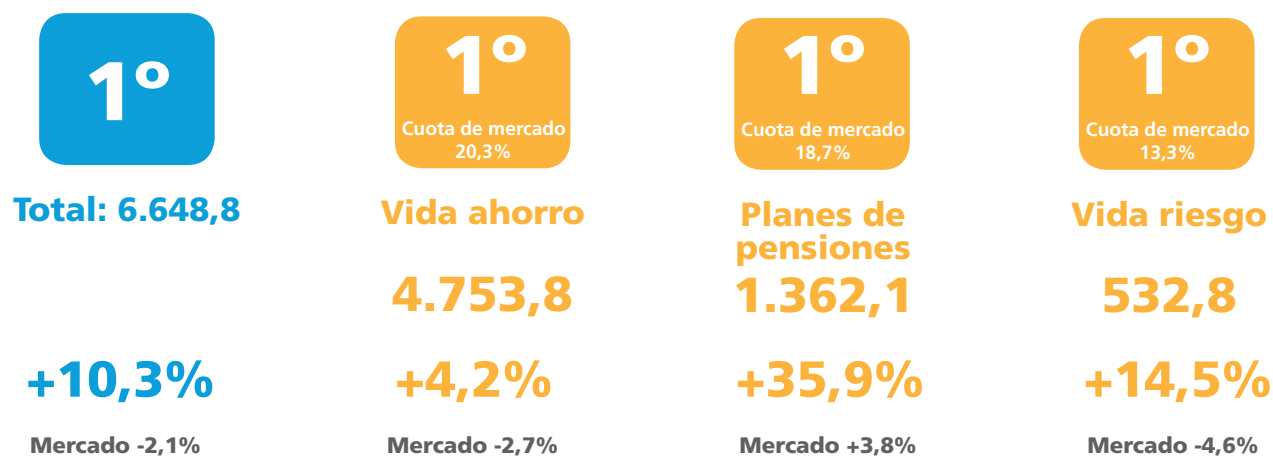 1º
Total: 6.648,8
+10,3%
Mercado -2,1%
1º
Cuota de mercado
20,3%
Vida ahorro
4.753,8
+4,2%
Mercado -2,7%
1º
Cuota de mercado
18,7%
Planes de
pensiones
1.362,1
+35,9%
Mercado +3,8%
1º
Cuota de mercado
13,3%
Vida riesgo
532,8
+14,5%
Mercado -4,6%